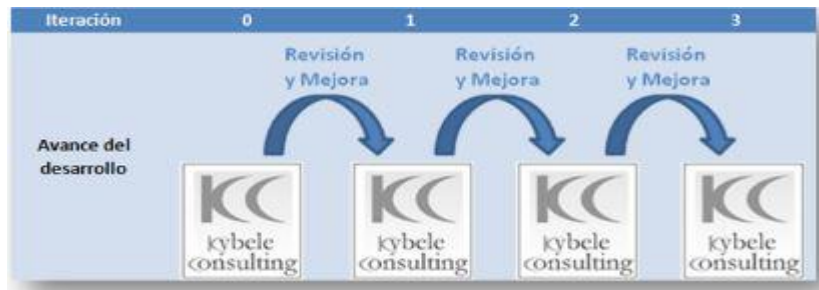 Iteración 0 1 2 3
Revisión y Mejora
Revisión y Mejora
Revisión y Mejora
Avance del desarrollo
KC kybele consulting
KC kybele consulting
KC kybele consulting
KC kybele consulting